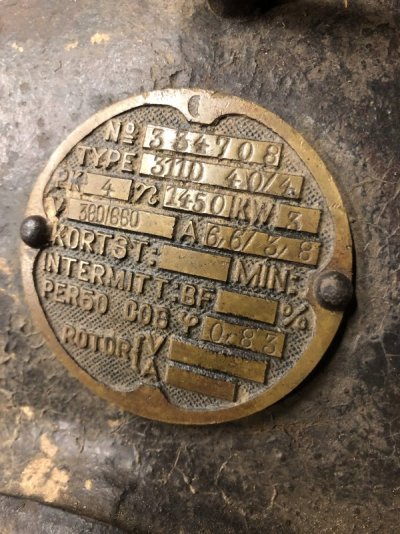 No 334708
TYPE 311D 40/4
PK 4 n 1450 KW 3
V 380/660 A 6,6/3,8
KORTST: MIN:
INTERMITT: BF %
PER 50 COS φ 0-83
ROTOR { V
A